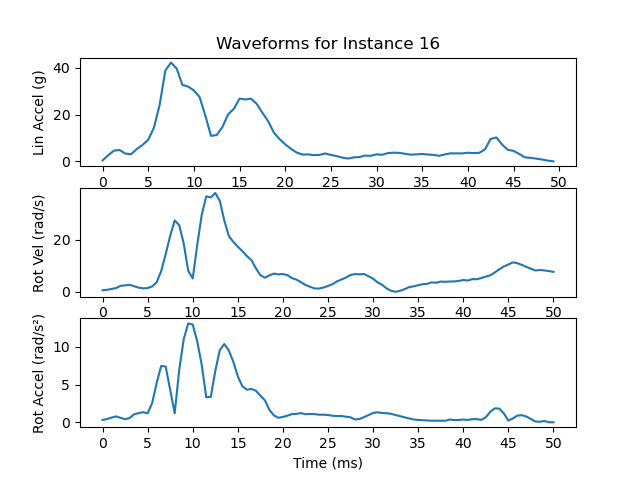 Waveforms for Instance 16
40
20
0
Lin Accel (g)
0 5 10 15 20 25 30 35 40 45 50
20
0
Rot Vel (rad/s)
0 5 10 15 20 25 30 35 40 45 50
10
5
0
Rot Accel (rad/s²)
0 5 10 15 20 25 30 35 40 45 50
Time (ms)